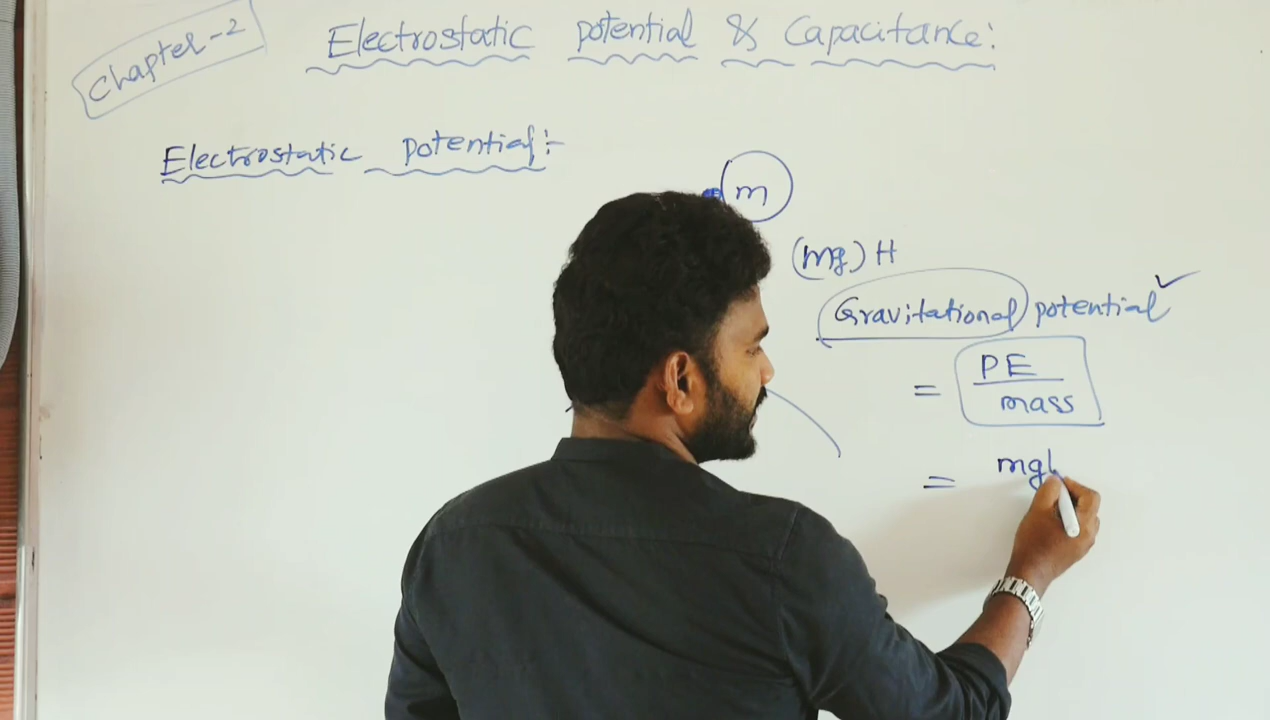 Chapter-2
Electrostatic potential & Capacitance:
Electrostatic potential:-
m
(mg) H
Gravitational potential ✓
= PE
mass
= mgh